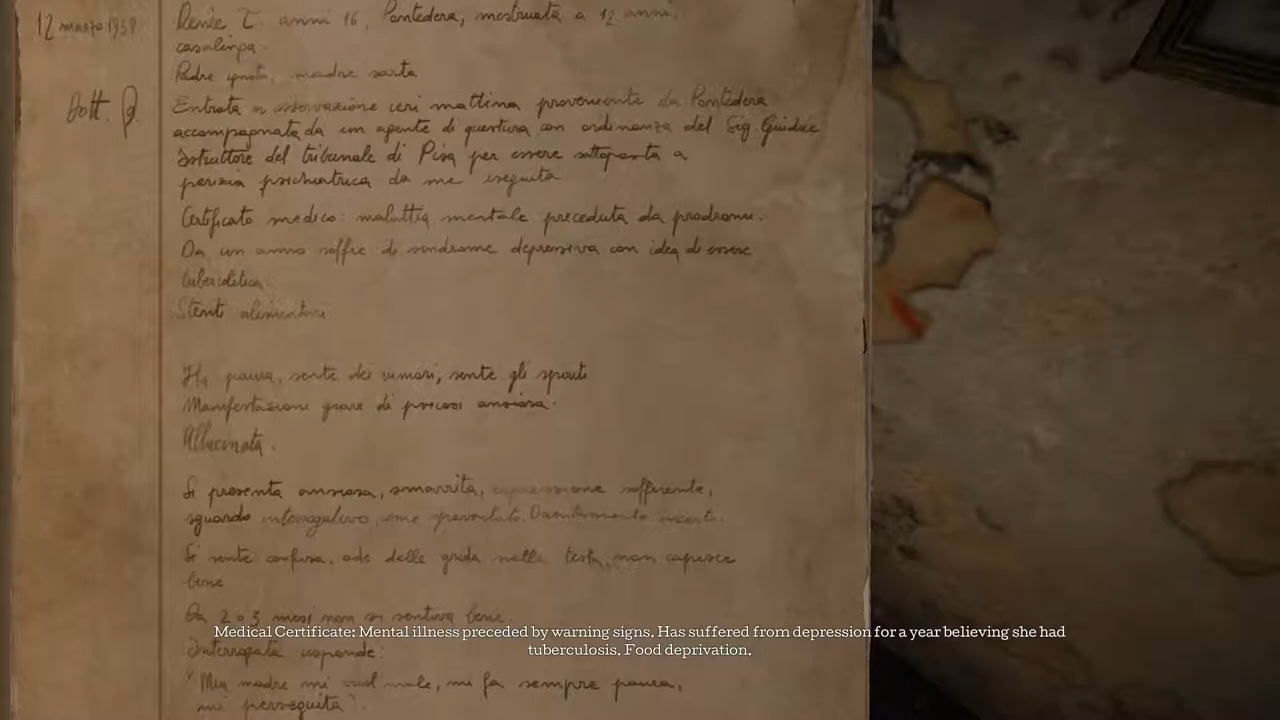 12 marzo 1938
Renée T. anni 16, Pontedera, mestruata a 12 anni,
casalinga.
Padre ignoto, madre sarta
Dott. P.
Entrata in osservazione ieri mattina proveniente da Pontedera
accompagnata da un agente di questura con ordinanza del Sig. Giudice
Istruttore del tribunale di Pisa per essere sottoposta a
perizia psichiatrica da me eseguita
Certificato medico: malattia mentale preceduta da prodromi.
Da un anno soffre di sindrome depressiva con idea di essere
tubercolitica.
Stenti alimentari
Ha paura, sente dei rumori, sente gli spiriti
Manifestazione grave di psicosi ansiosa.
Allucinata.
Si presenta ansiosa, smarrita, espressione sofferente,
sguardo interrogativo, come spaventato. Orientamento incerto.
Si sente confusa, ode delle grida nella testa, non capisce
bene
Da 2 o 3 mesi non si sentiva bene.
Medical Certificate: Mental illness preceded by warning signs. Has suffered from depression for a year believing she had
tuberculosis. Food deprivation.
Interrogata risponde:
"Mia madre mi vuol male, mi fa sempre paura,
mi perseguita".